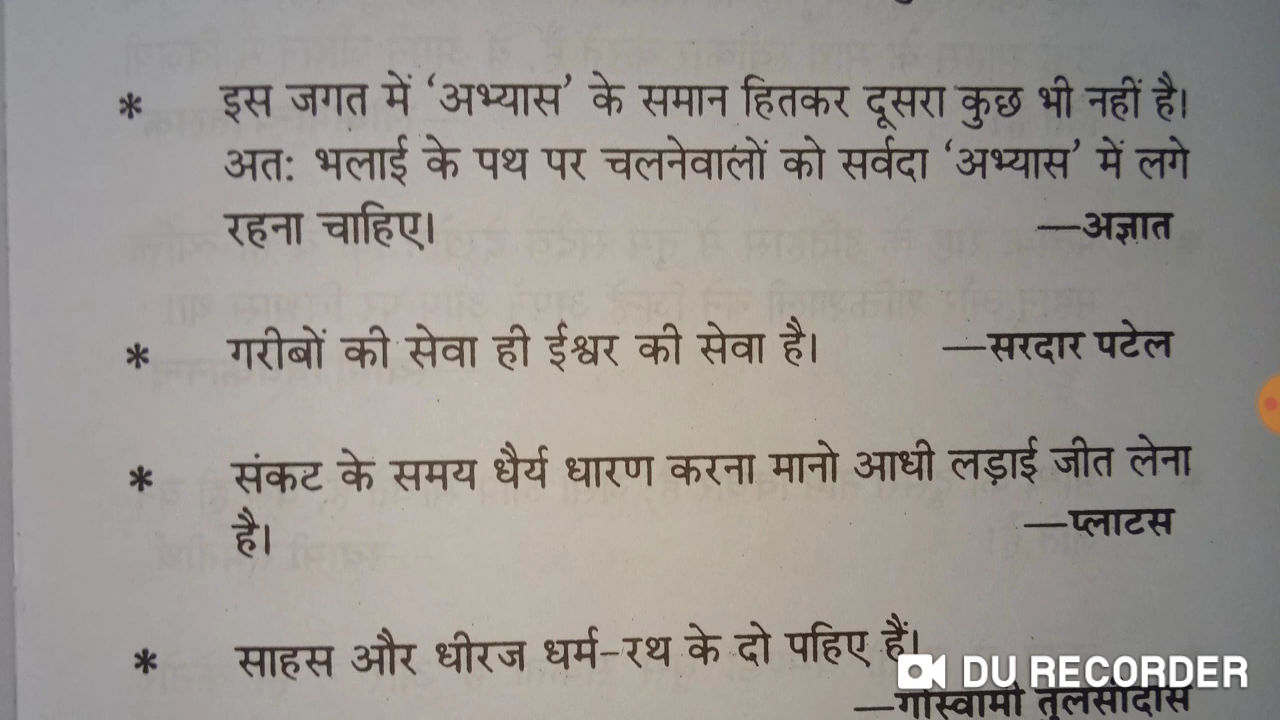 * इस जगत में ‘अभ्यास’ के समान हितकर दूसरा कुछ भी नहीं है।
अत: भलाई के पथ पर चलनेवालों को सर्वदा ‘अभ्यास’ में लगे
रहना चाहिए। —अज्ञात
* गरीबों की सेवा ही ईश्वर की सेवा है। —सरदार पटेल
* संकट के समय धैर्य धारण करना मानो आधी लड़ाई जीत लेना
है। —प्लाटस
* साहस और धीरज धर्म-रथ के दो पहिए हैं।
DU RECORDER
—गोस्वामी तुलसीदास